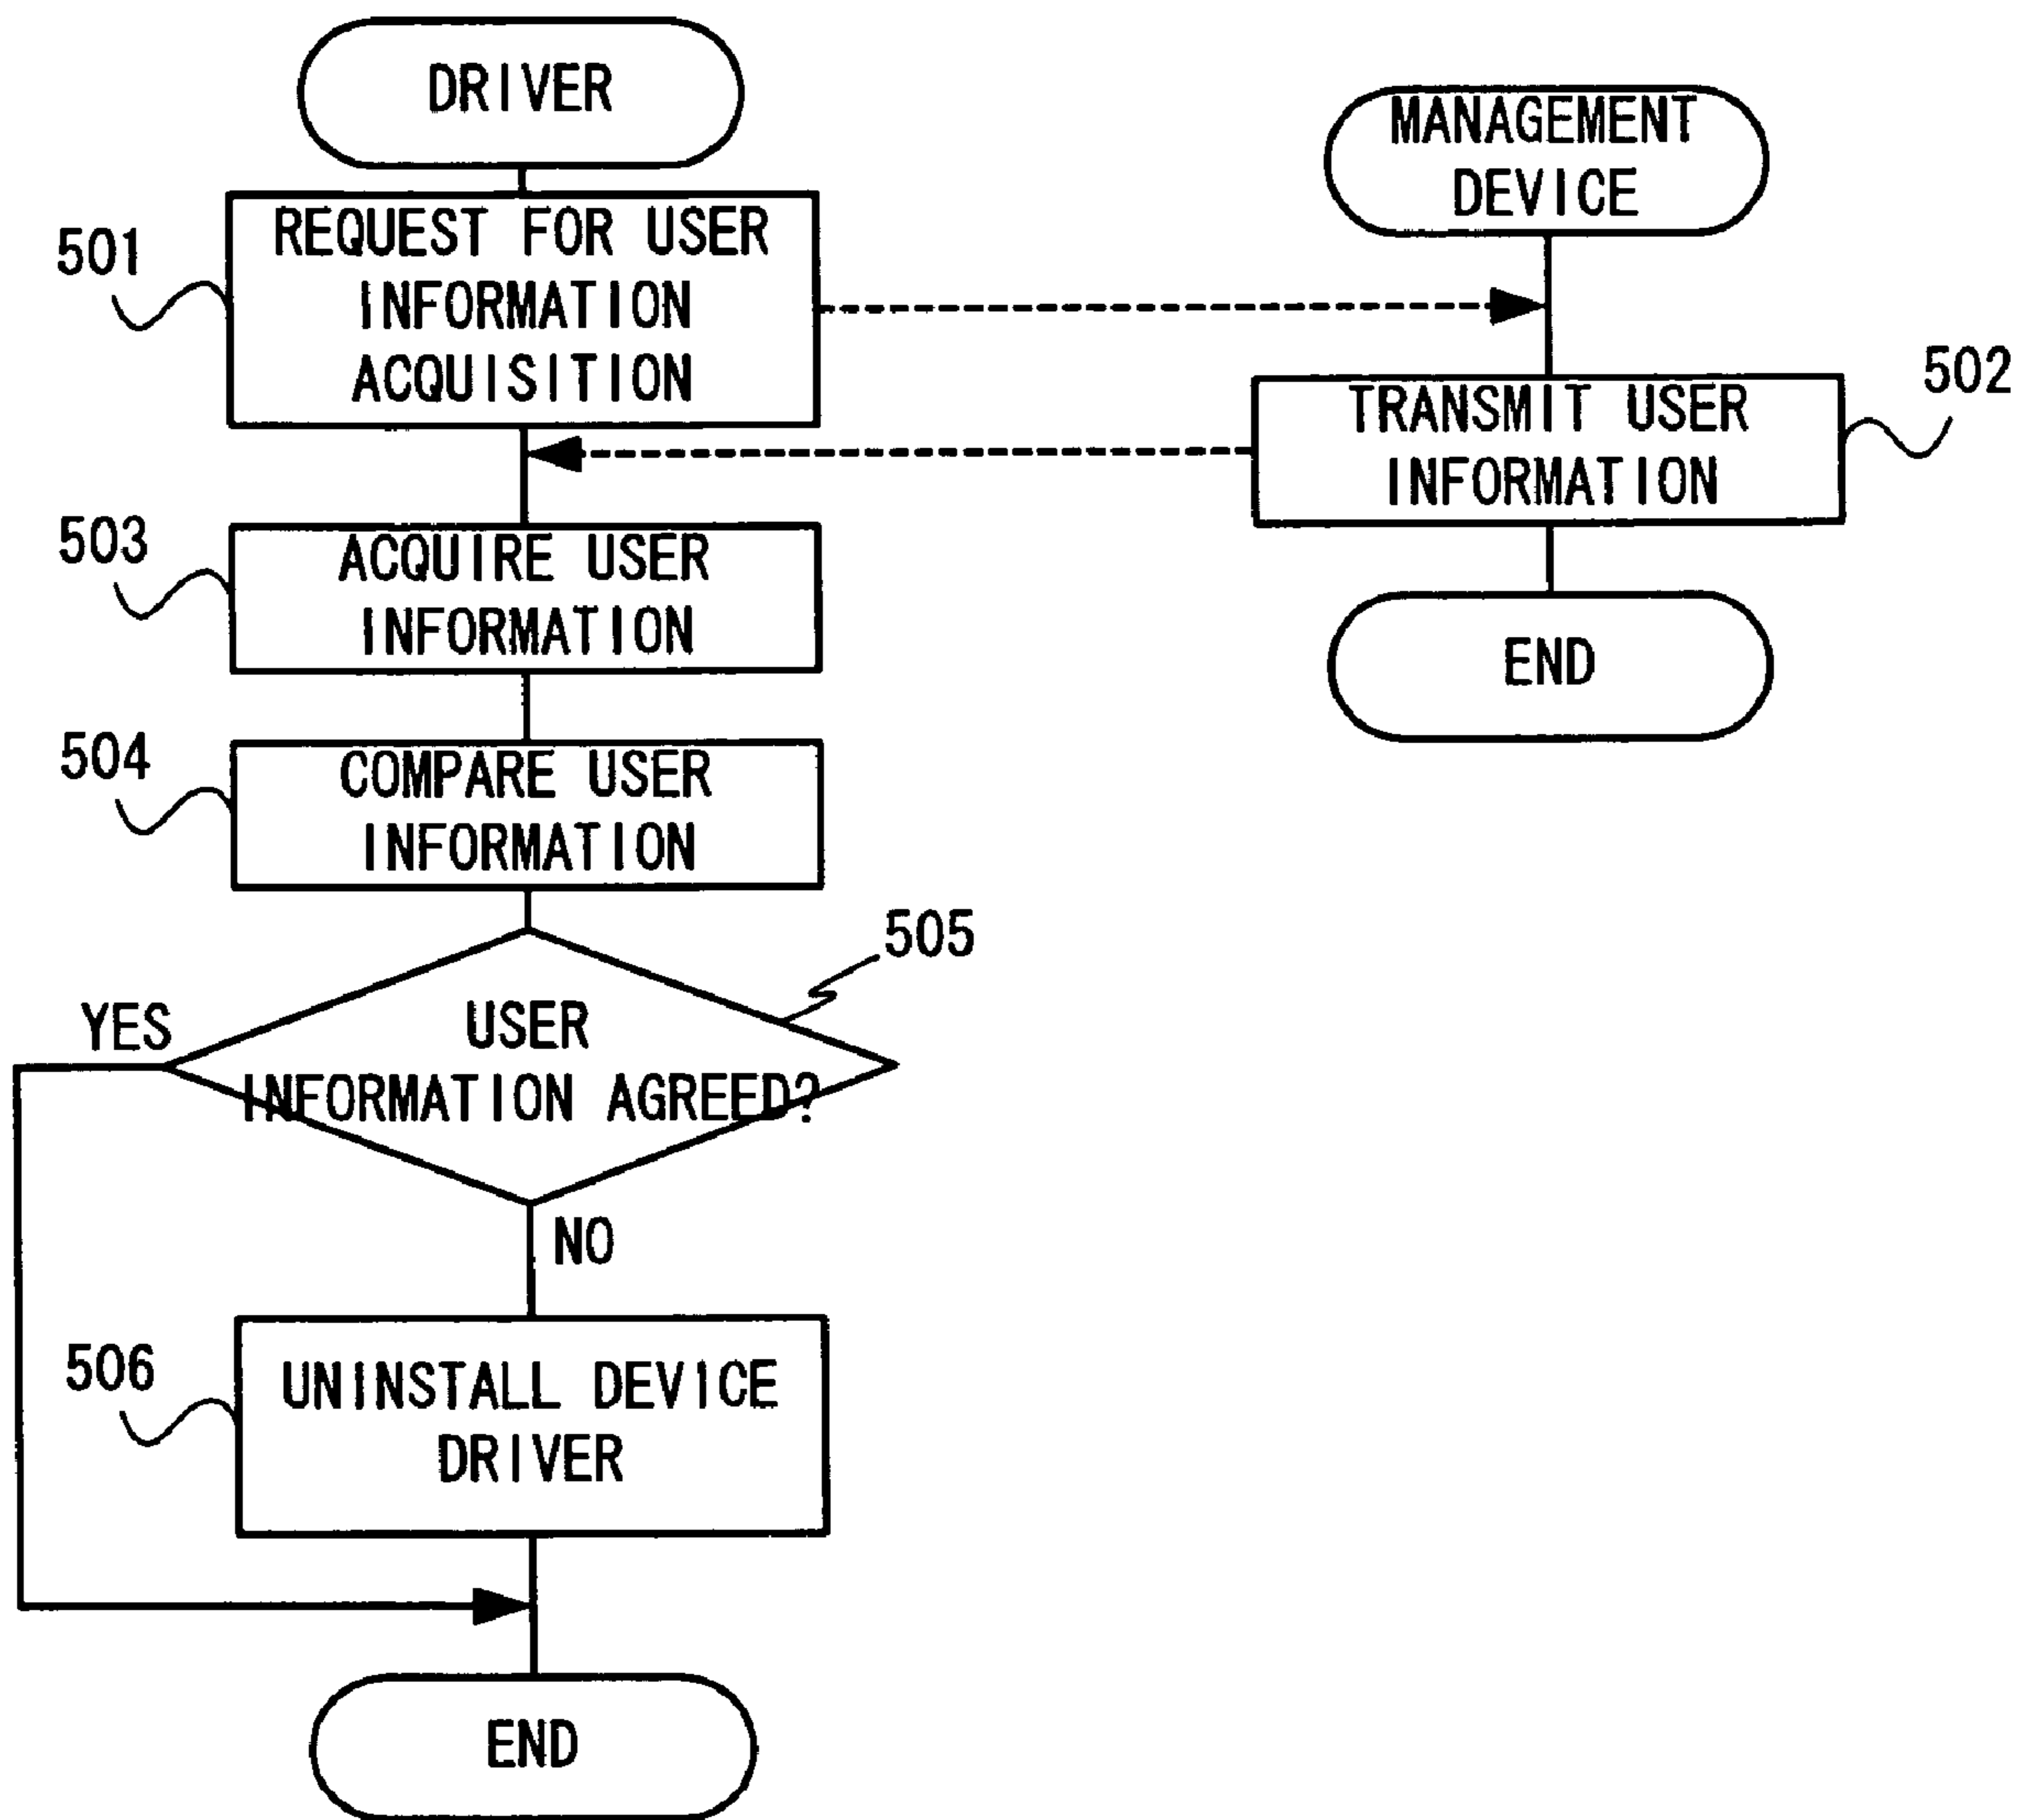 DRIVER
MANAGEMENT
DEVICE
501
REQUEST FOR USER
INFORMATION
ACQUISITION
502
TRANSMIT USER
INFORMATION
503
ACQUIRE USER
INFORMATION
END
504
COMPARE USER
INFORMATION
505
YES
USER
INFORMATION AGREED?
NO
506
UNINSTALL DEVICE
DRIVER
END